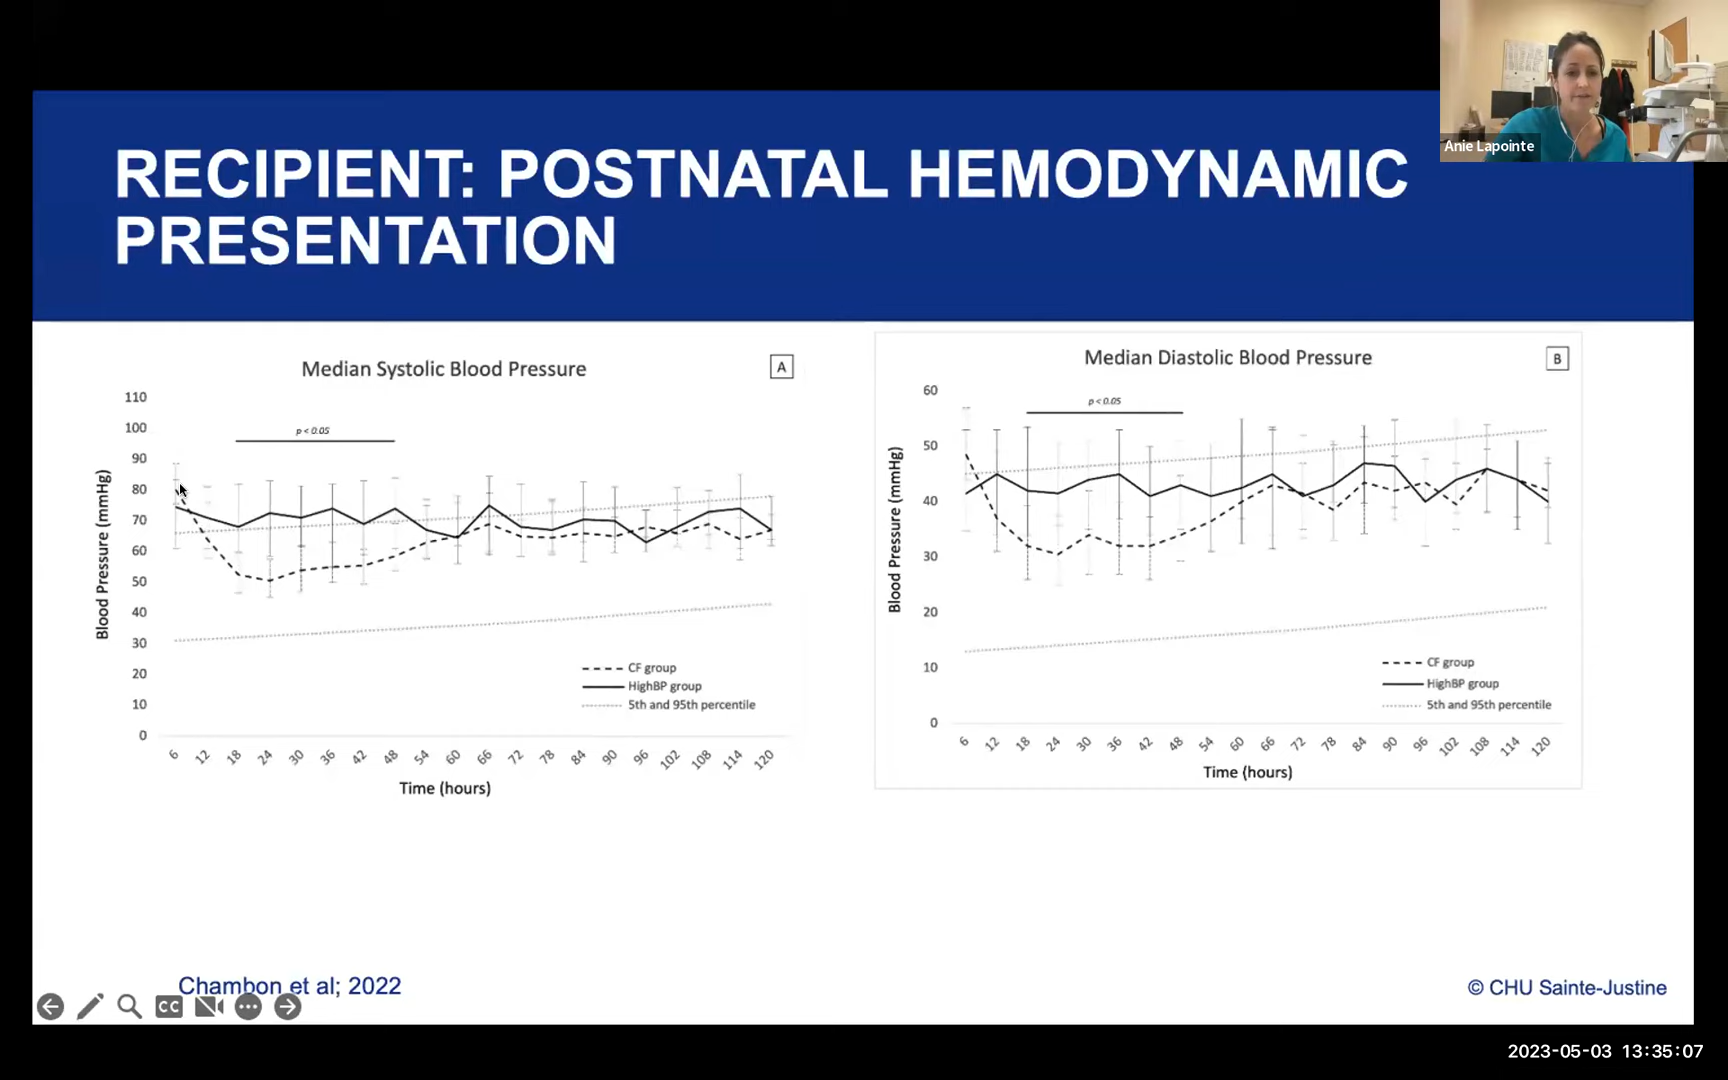 Anie Lapointe
RECIPIENT: POSTNATAL HEMODYNAMIC
PRESENTATION
Median Systolic Blood Pressure
A
110
100
90
80
70
60
50
40
30
20
10
0
Blood Pressure (mmHg)
p < 0.05
CF group
HighBP group
5th and 95th percentile
6 12 18 24 30 36 42 48 54 60 66 72 78 84 90 96 102 108 114 120
Time (hours)
Median Diastolic Blood Pressure
B
60
50
40
30
20
10
0
Blood Pressure (mmHg)
p < 0.05
CF group
HighBP group
5th and 95th percentile
6 12 18 24 30 36 42 48 54 60 66 72 78 84 90 96 102 108 114 120
Time (hours)
Chambon et al; 2022
© CHU Sainte-Justine
CC
2023-05-03 13:35:07